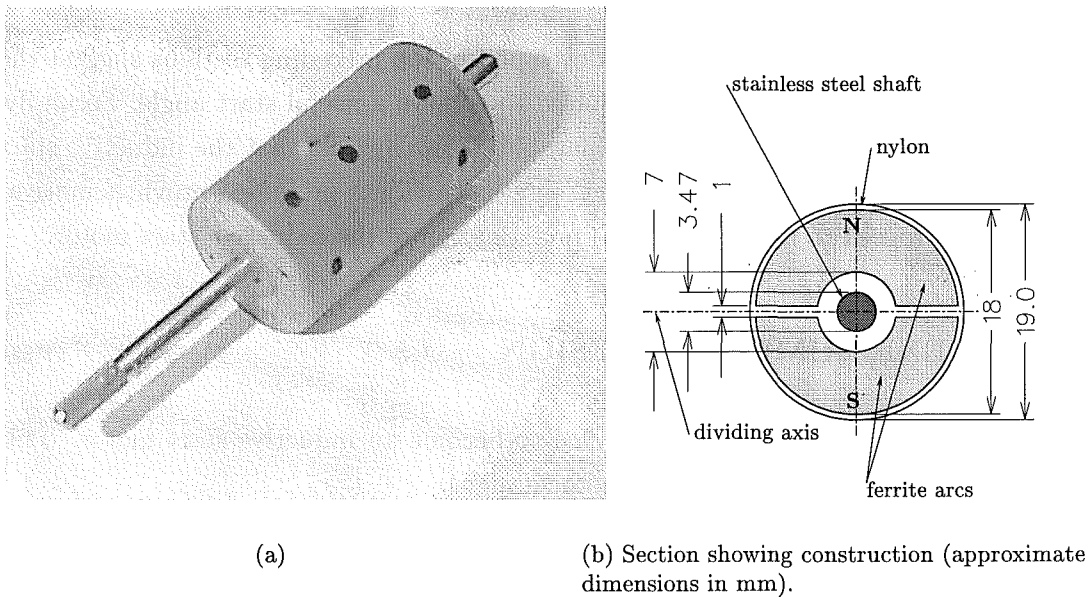 stainless steel shaft
nylon
7
3.47
1
N
S
18
19.0
dividing axis
ferrite arcs
(a)
(b) Section showing construction (approximate
dimensions in mm).